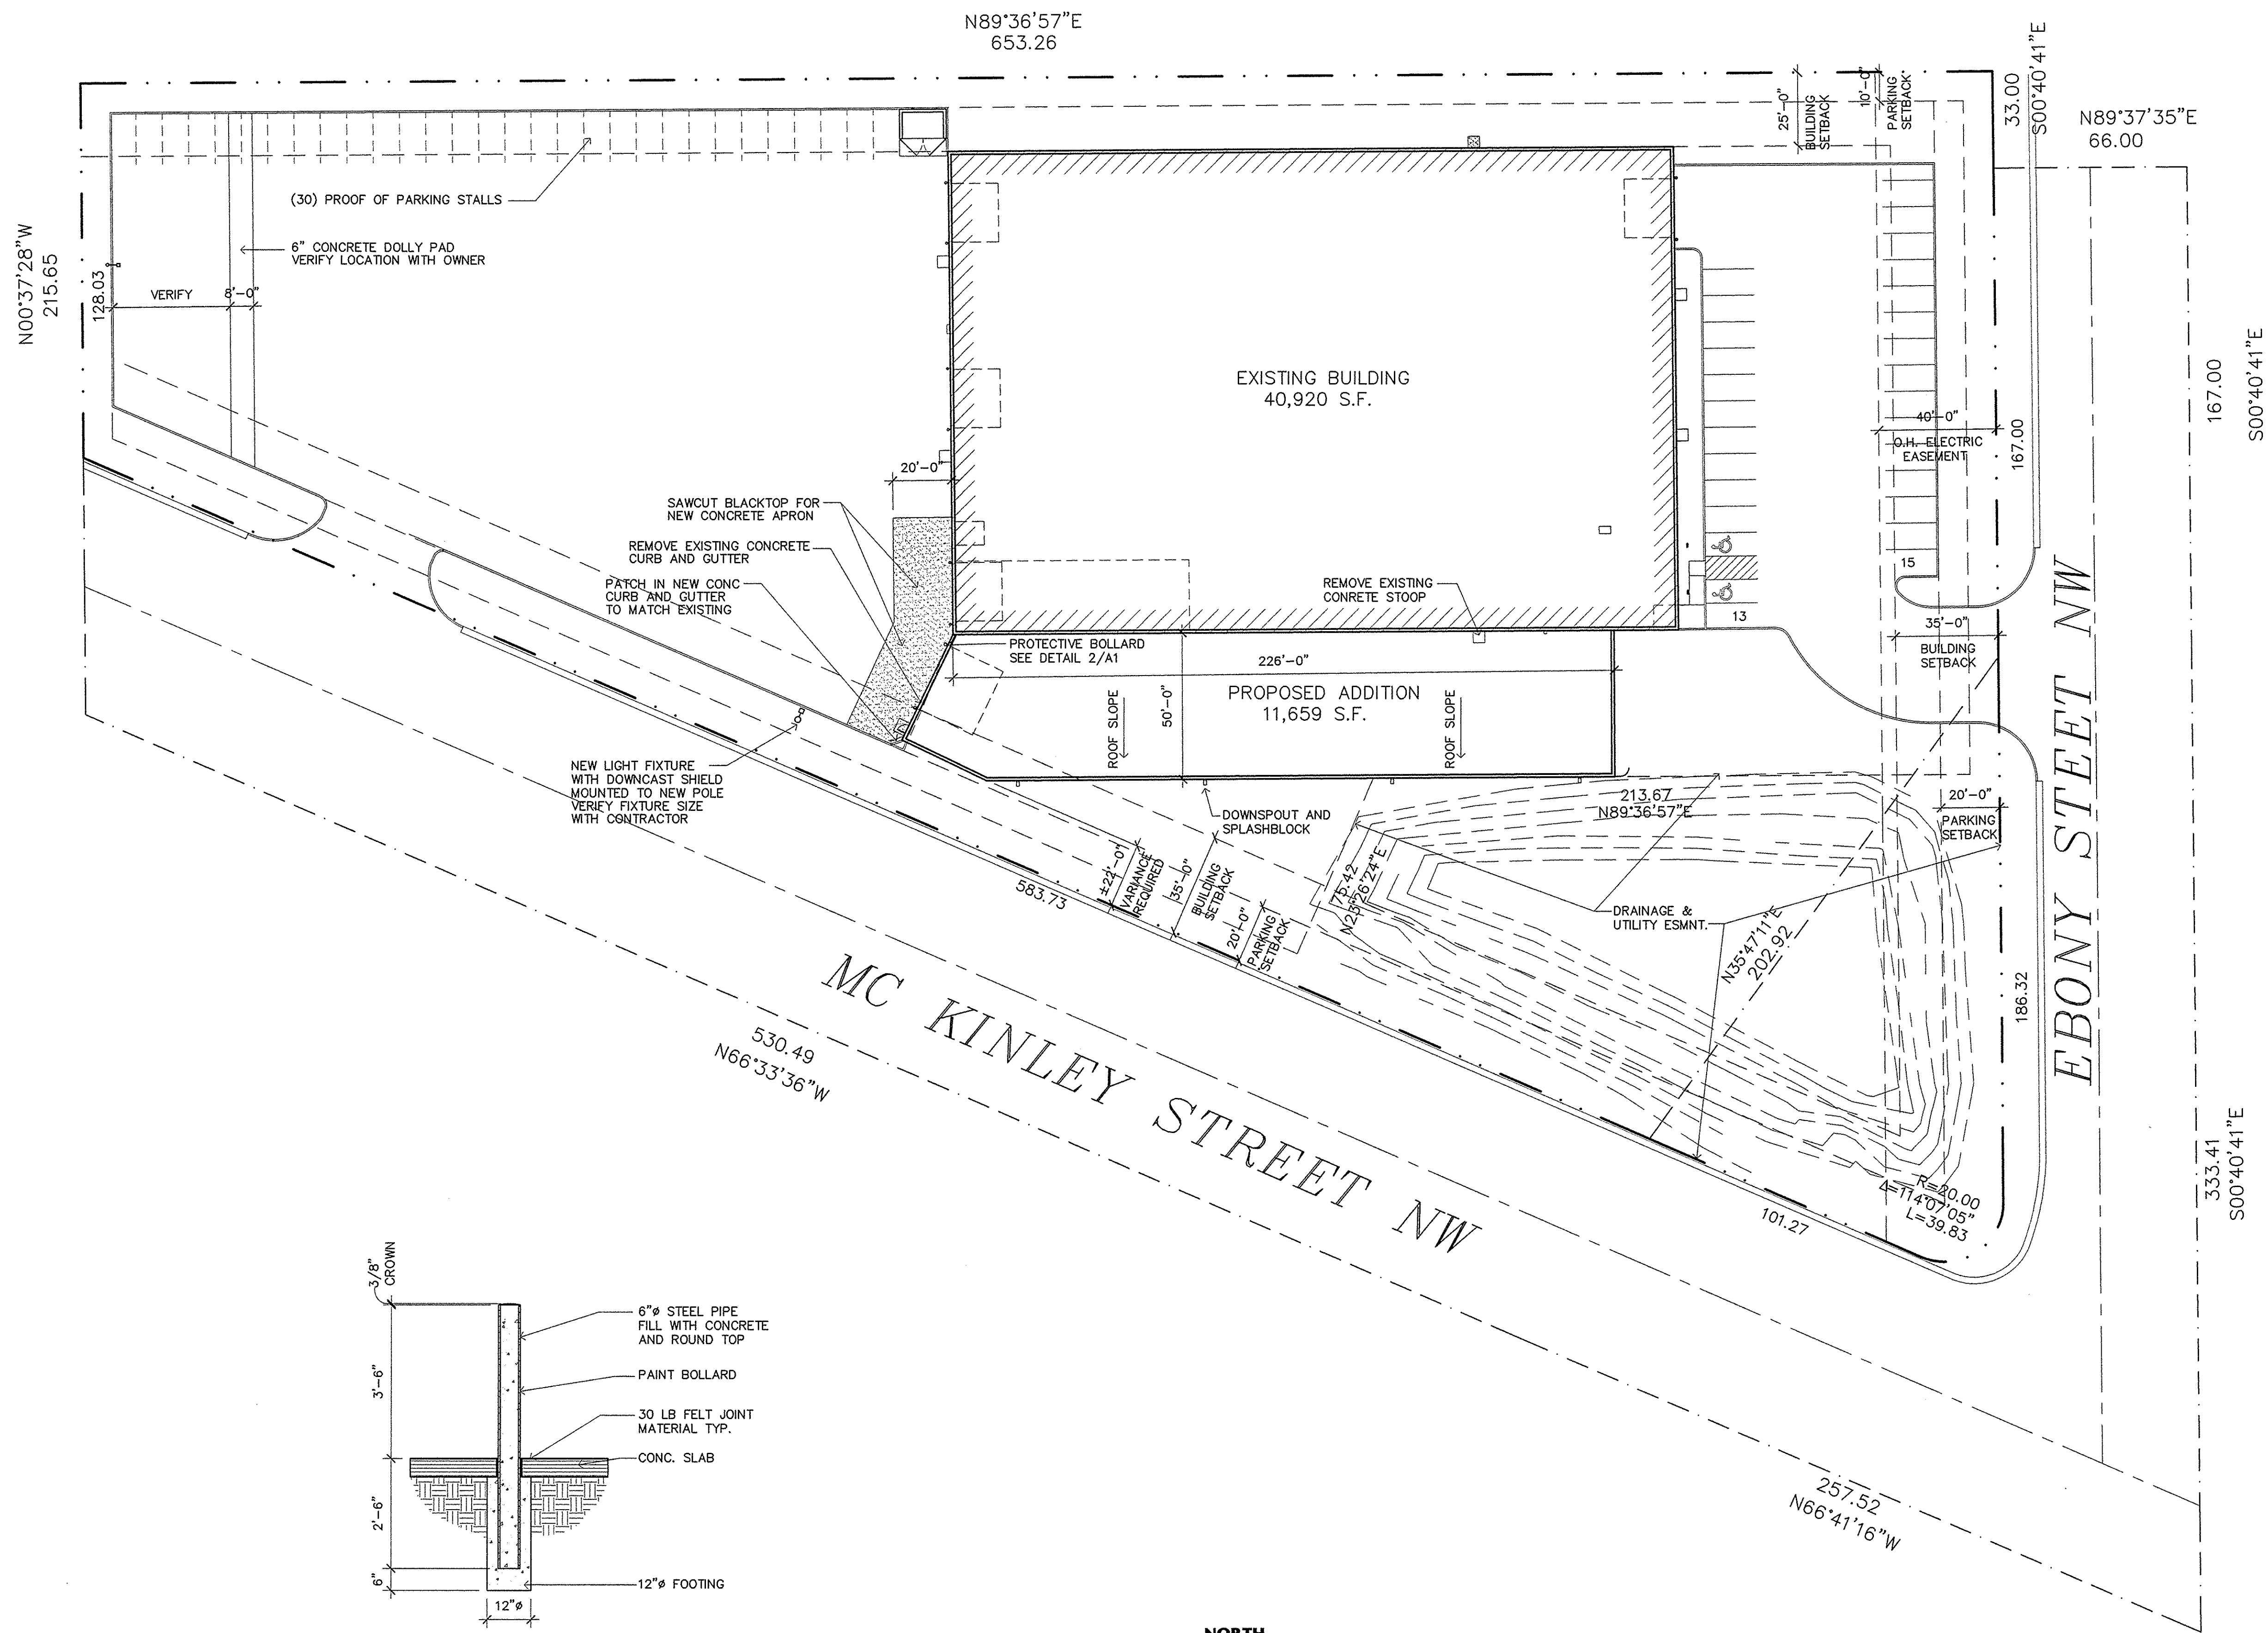 N89°36'57"E
653.26
333.00
S00°40'41"E
N89°37'35"E
66.00
25'-0"
BUILDING
SETBACK
10'-0"
PARKING
SETBACK
(30) PROOF OF PARKING STALLS
6" CONCRETE DOLLY PAD
VERIFY LOCATION WITH OWNER
N00°37'28"W
215.65
128.03
VERIFY
8'-0"
EXISTING BUILDING
40,920 S.F.
167.00
S00°40'41"E
40'-0"
O.H. ELECTRIC
EASEMENT
167.00
20'-0"
SAWCUT BLACKTOP FOR
NEW CONCRETE APRON
REMOVE EXISTING CONCRETE
CURB AND GUTTER
PATCH IN NEW CONC
CURB AND GUTTER
TO MATCH EXISTING
REMOVE EXISTING
CONRETE STOOP
15
13
35'-0"
BUILDING
SETBACK
PROTECTIVE BOLLARD
SEE DETAIL 2/A1
226'-0"
PROPOSED ADDITION
11,659 S.F.
50'-0"
ROOF SLOPE
ROOF SLOPE
NEW LIGHT FIXTURE
WITH DOWNCAST SHIELD
MOUNTED TO NEW POLE
VERIFY FIXTURE SIZE
WITH CONTRACTOR
DOWNSPOUT AND
SPLASHBLOCK
213.67
N89°36'57"E
20'-0"
PARKING
SETBACK
EBONY STEET NW
583.73
±22'-0"
VARIANCE
REQUIRED
35'-0"
BUILDING
SETBACK
20'-0"
PARKING
SETBACK
75.42
N23°26'24"E
DRAINAGE &
UTILITY ESMNT.
N35°47'11"E
202.92
186.32
MC KINLEY STREET NW
530.49
N66°33'36"W
R=20.00
Δ=114°07'05"
L=39.83
101.27
333.41
S00°40'41"E
257.52
N66°41'16"W
3/8"
CROWN
6"ø STEEL PIPE
FILL WITH CONCRETE
AND ROUND TOP
3'-6"
PAINT BOLLARD
30 LB FELT JOINT
MATERIAL TYP.
CONC. SLAB
2'-6"
6"
12"ø FOOTING
12"ø
NORTH